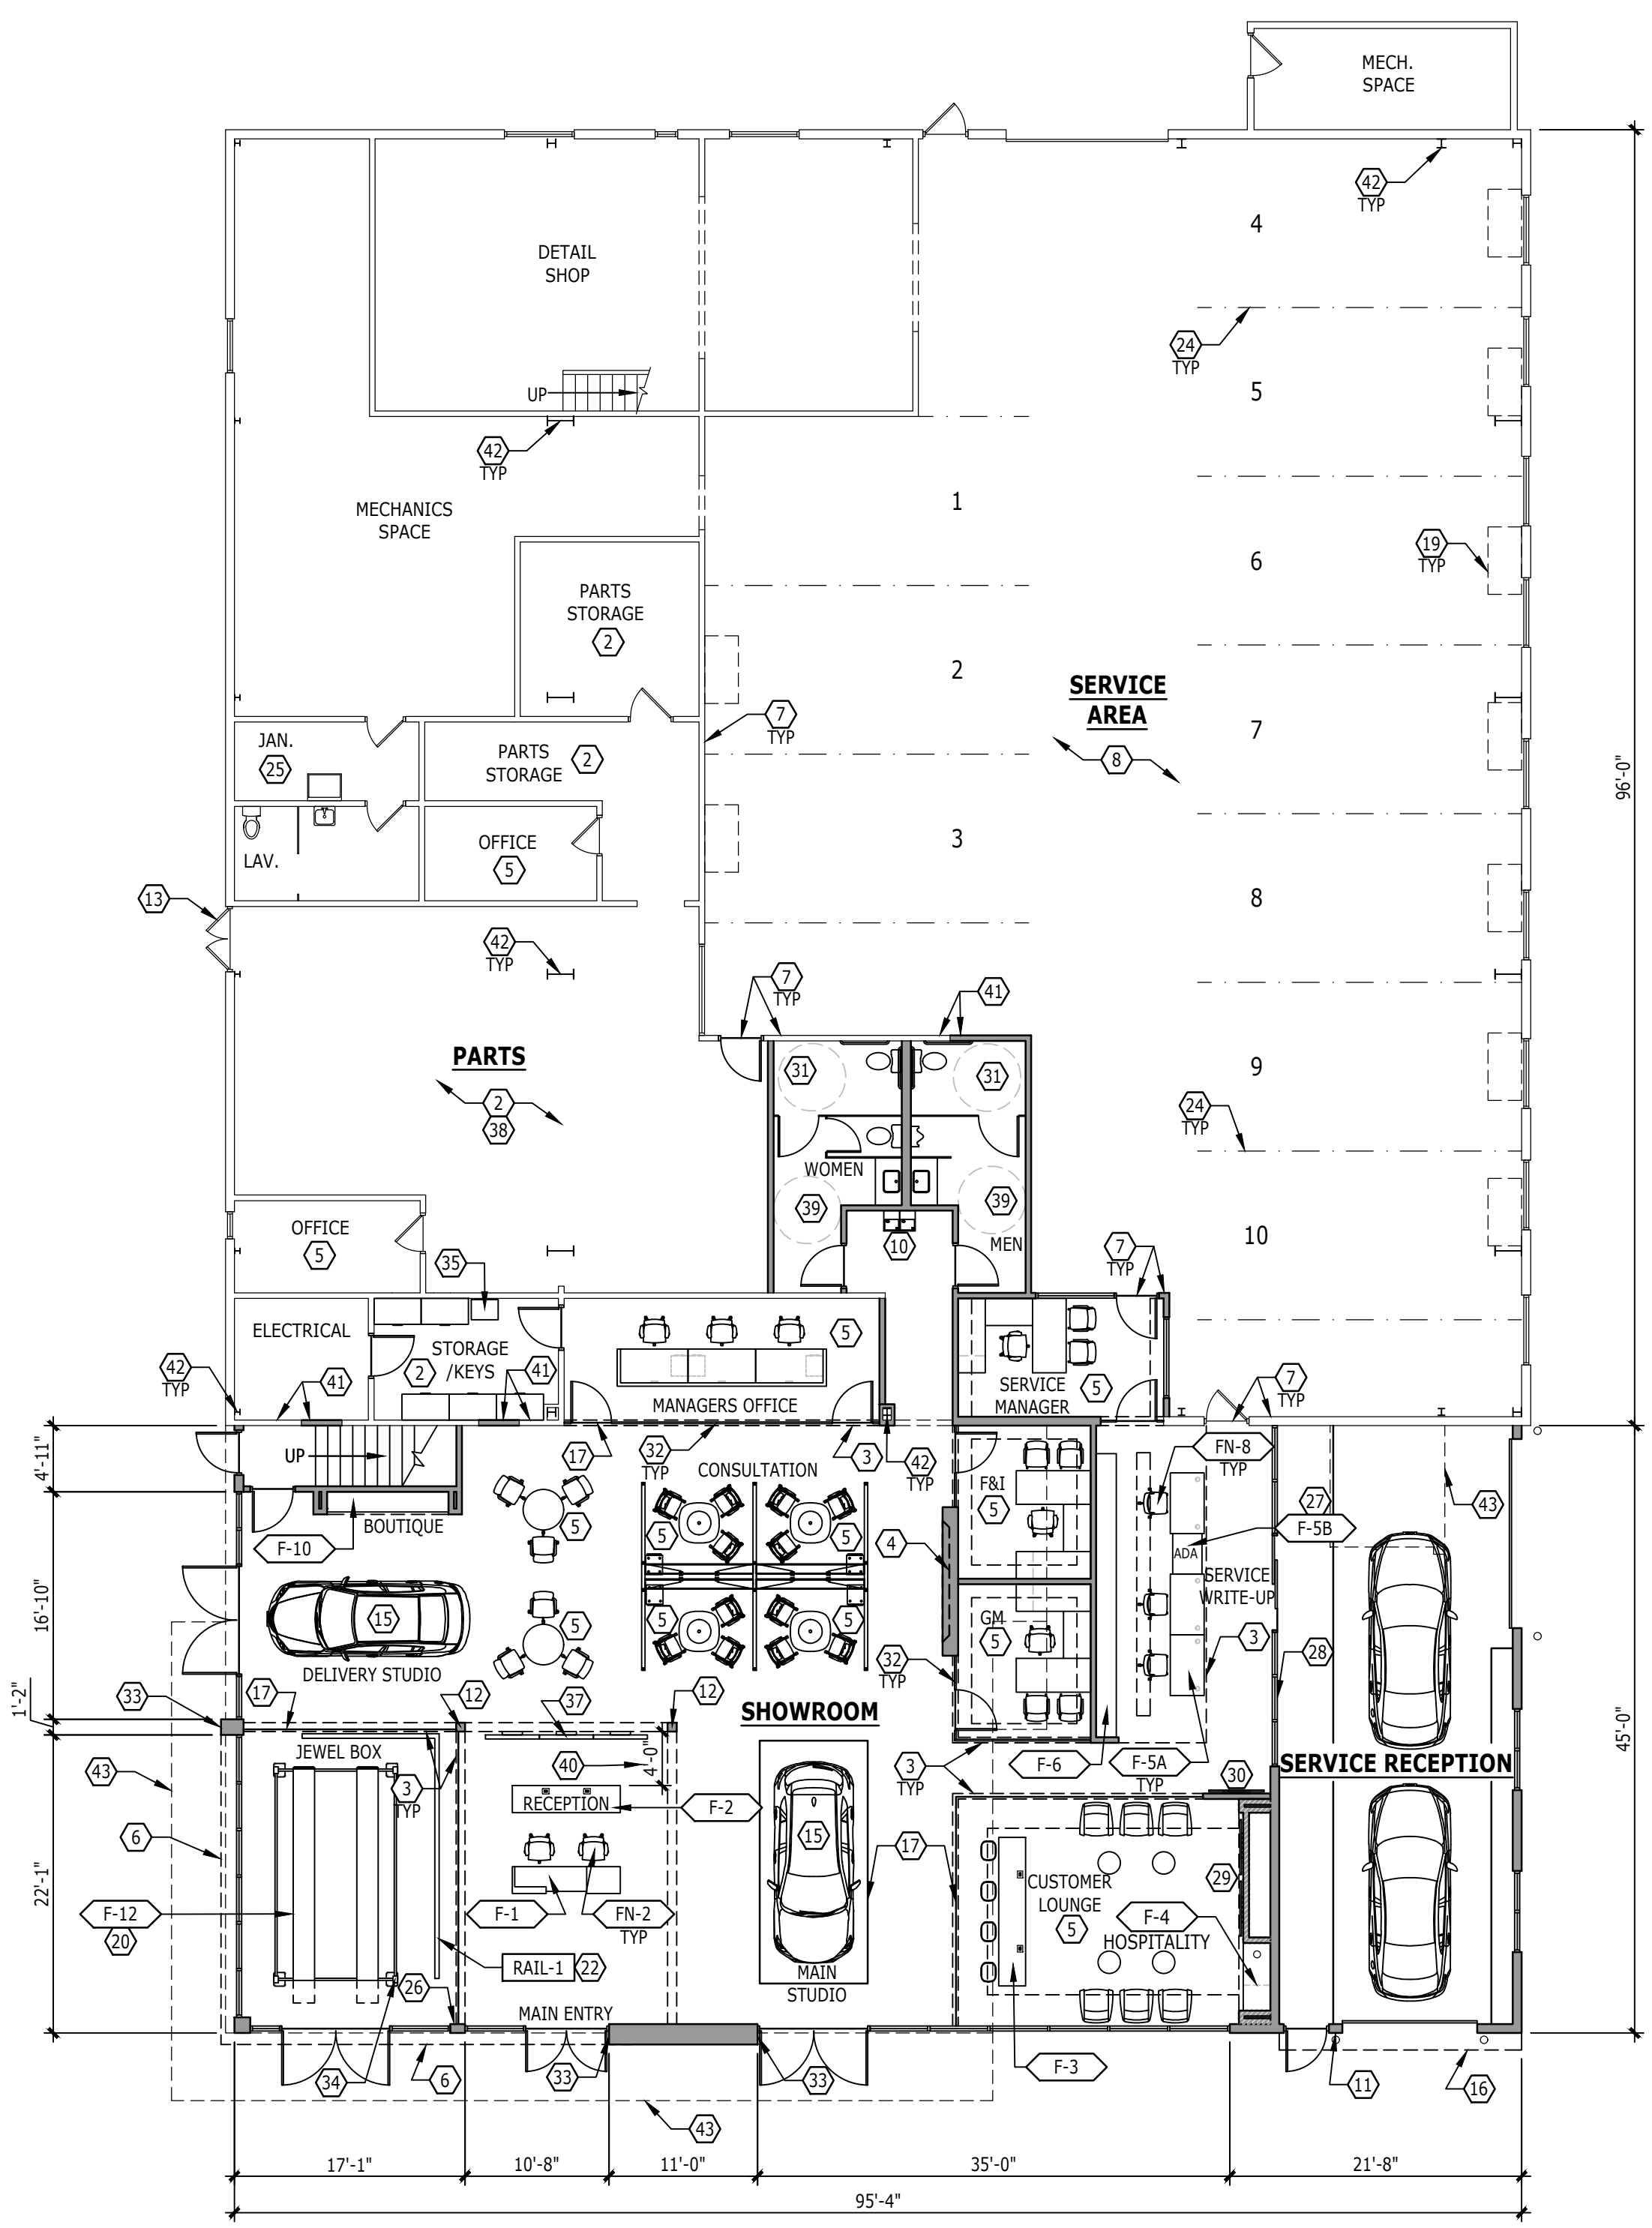 MECH.
SPACE
42
TYP
4
DETAIL
SHOP
24
TYP
5
UP
42
TYP
1
MECHANICS
SPACE
6
19
TYP
PARTS
STORAGE
2
2
SERVICE
AREA
8
7
TYP
7
JAN.
25
PARTS
STORAGE
2
96'-0"
3
OFFICE
5
LAV.
13
8
42
TYP
7
TYP
41
PARTS
2
38
31
31
9
24
TYP
WOMEN
39
39
MEN
10
10
OFFICE
5
35
7
TYP
ELECTRICAL
STORAGE
/KEYS
2
5
MANAGERS OFFICE
SERVICE
MANAGER
5
42
TYP
41
41
7
TYP
4'-11"
UP
17
32
TYP
3
42
TYP
CONSULTATION
FN-8
TYP
F&I
5
27
43
BOUTIQUE
F-10
5
5
5
4
F-5B
ADA
SERVICE
WRITE-UP
16'-10"
15
DELIVERY STUDIO
5
5
5
GM
5
3
28
32
TYP
1'-2"
33
17
12
37
12
SHOWROOM
JEWEL BOX
43
3
TYP
40
4'-0"
3
TYP
F-6
F-5A
TYP
30
SERVICE RECEPTION
45'-0"
RECEPTION
F-2
6
15
17
22'-1"
CUSTOMER
LOUNGE
5
29
F-12
20
F-1
FN-2
TYP
F-4
HOSPITALITY
RAIL-1
22
26
MAIN
STUDIO
MAIN ENTRY
34
6
33
33
F-3
11
16
43
17'-1"
10'-8"
11'-0"
35'-0"
21'-8"
95'-4"